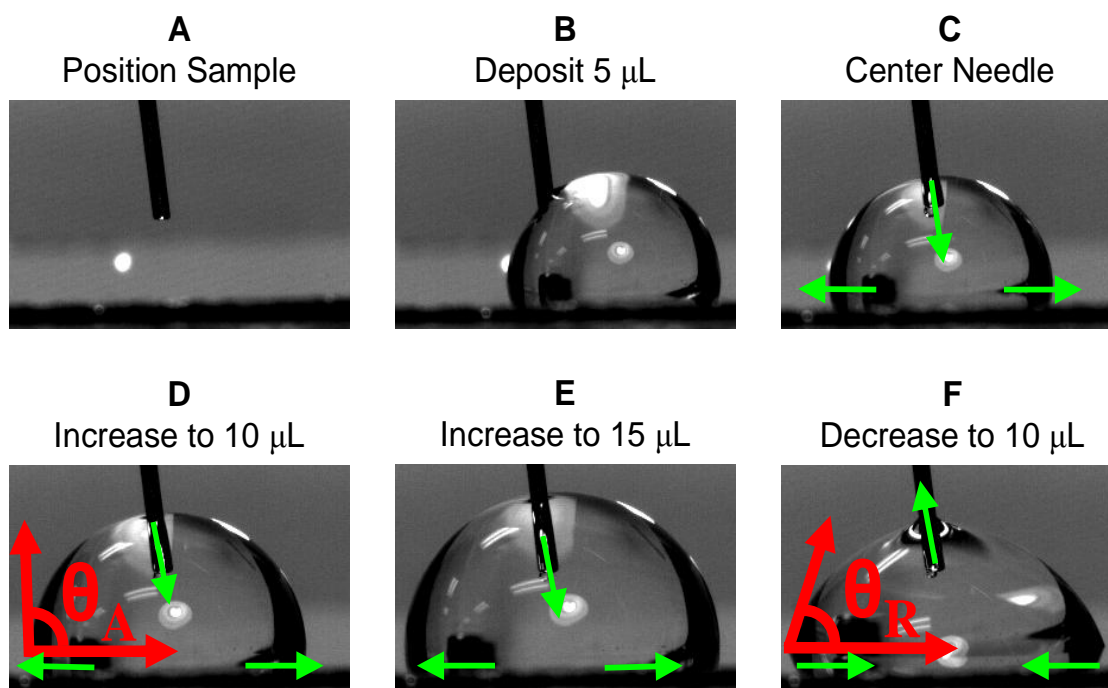 A
Position Sample
B
Deposit 5 μL
C
Center Needle
D
Increase to 10 μL
E
Increase to 15 μL
F
Decrease to 10 μL
θA
θR